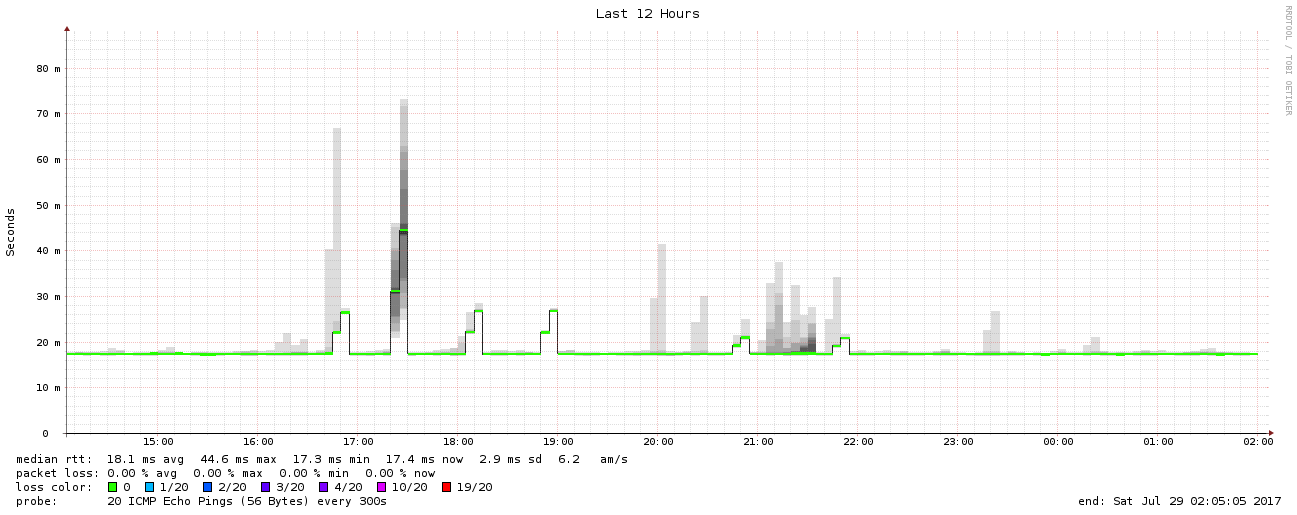 Last 12 Hours
RRDTOOL / TOBI OETIKER
Seconds
80 m
70 m
60 m
50 m
40 m
30 m
20 m
10 m
0
15:00 16:00 17:00 18:00 19:00 20:00 21:00 22:00 23:00 00:00 01:00 02:00
median rtt: 18.1 ms avg 44.6 ms max 17.3 ms min 17.4 ms now 2.9 ms sd 6.2 am/s
packet loss: 0.00 % avg 0.00 % max 0.00 % min 0.00 % now
loss color: 0 1/20 2/20 3/20 4/20 10/20 19/20
probe: 20 ICMP Echo Pings (56 Bytes) every 300s end: Sat Jul 29 02:05:05 2017